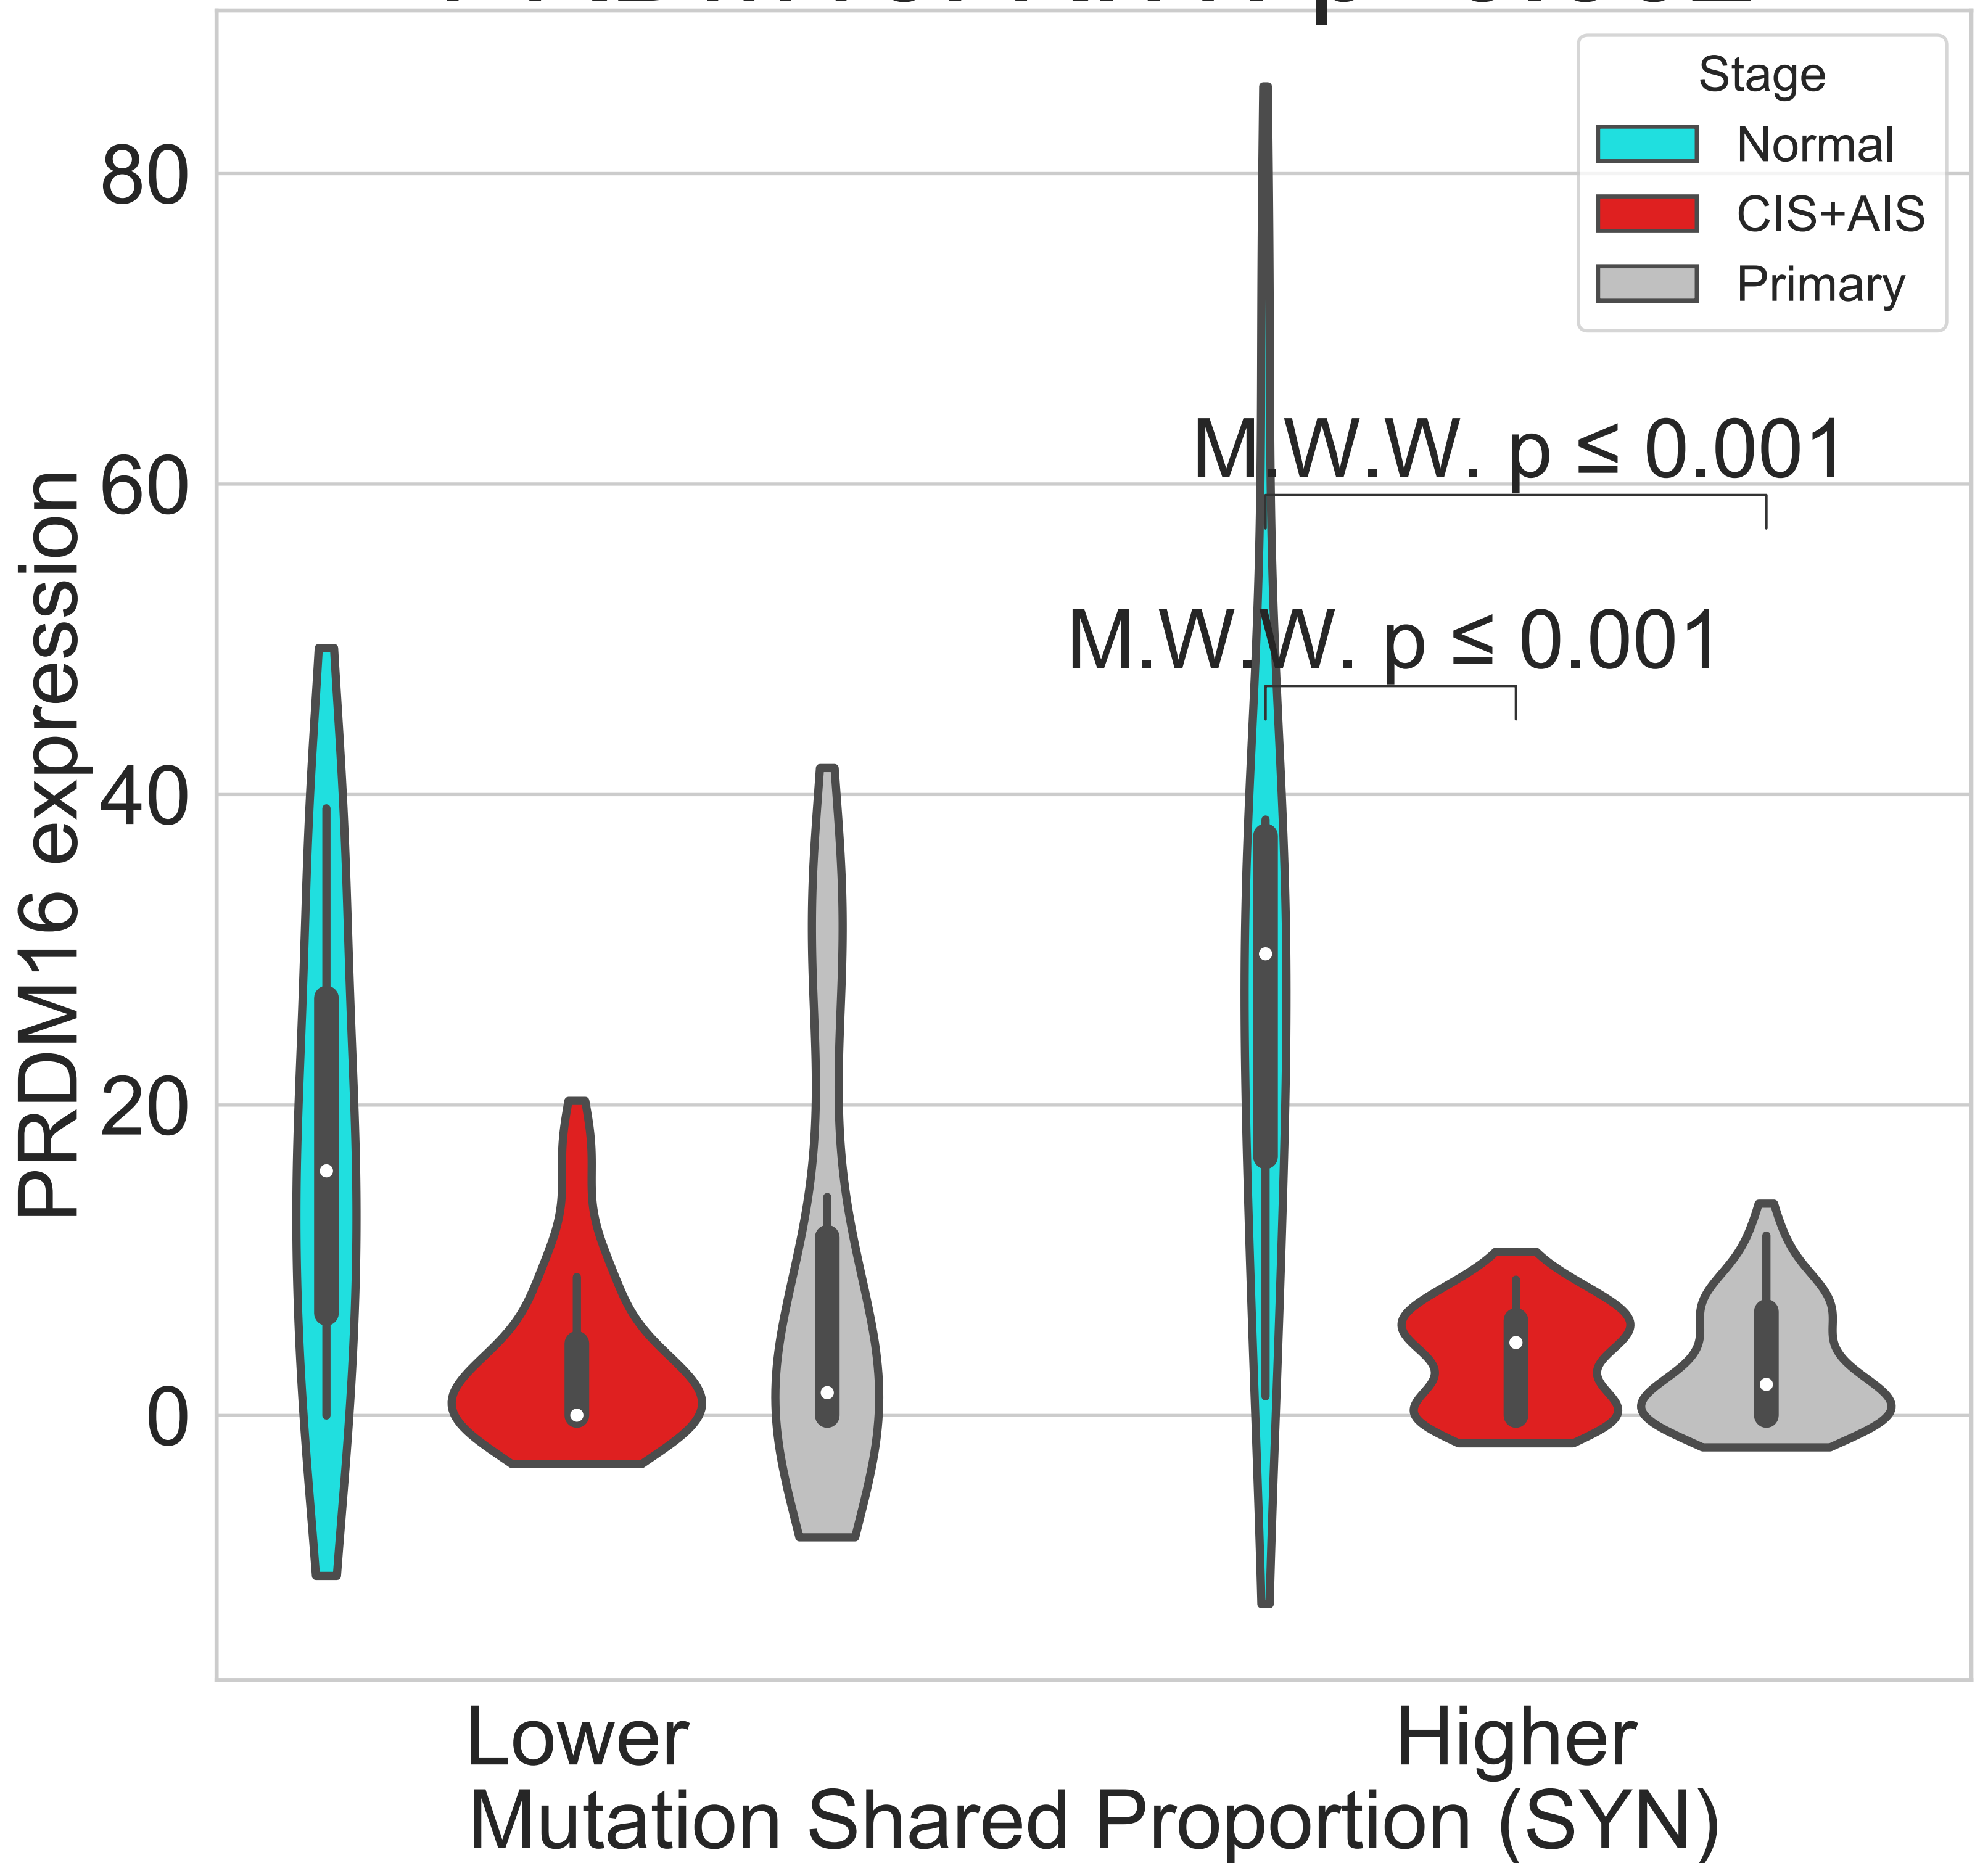 Stage
Normal
CIS+AIS
Primary
80
60
40
20
0
PRDM16 expression
M.W.W. p ≤ 0.001
M.W.W. p ≤ 0.001
Lower Higher
Mutation Shared Proportion (SYN)